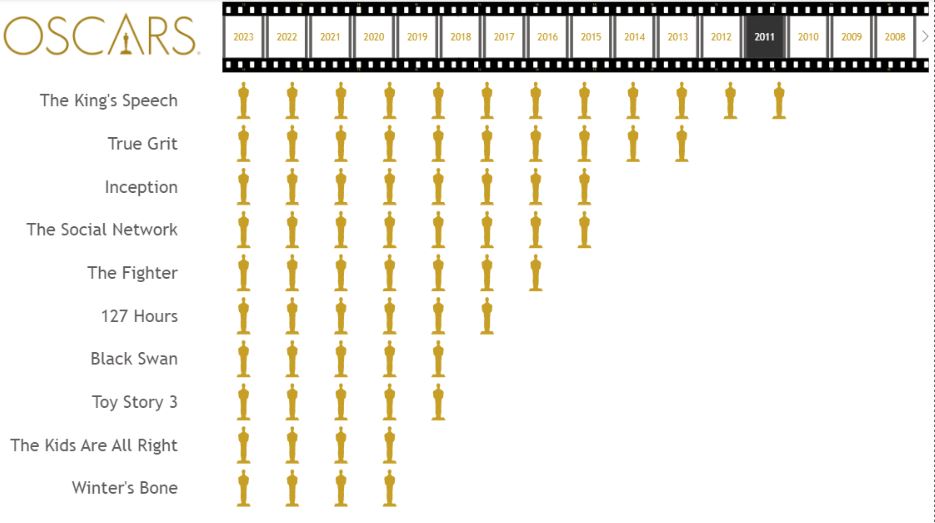 OSCARS®
2023 2022 2021 2020 2019 2018 2017 2016 2015 2014 2013 2012 2011 2010 2009 2008
The King's Speech
True Grit
Inception
The Social Network
The Fighter
127 Hours
Black Swan
Toy Story 3
The Kids Are All Right
Winter's Bone